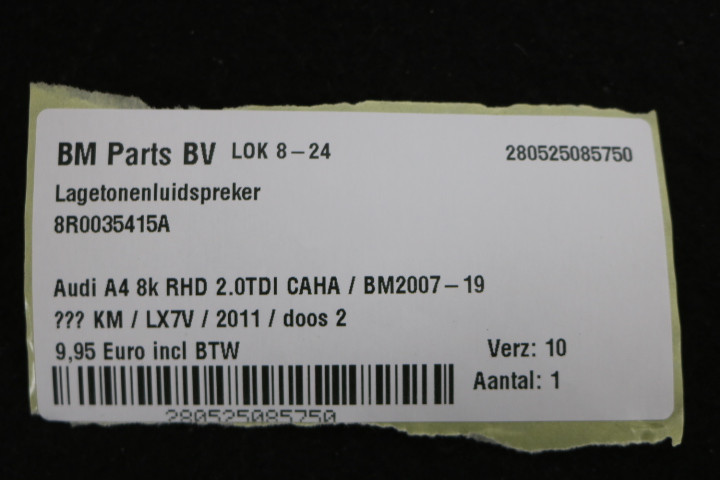 BM Parts BV LOK 8-24 280525085750
Lagetonenluidspreker
8R0035415A
Audi A4 8k RHD 2.0TDI CAHA / BM2007-19
??? KM / LX7V / 2011 / doos 2
9,95 Euro incl BTW Verz: 10
Aantal: 1
280525085750